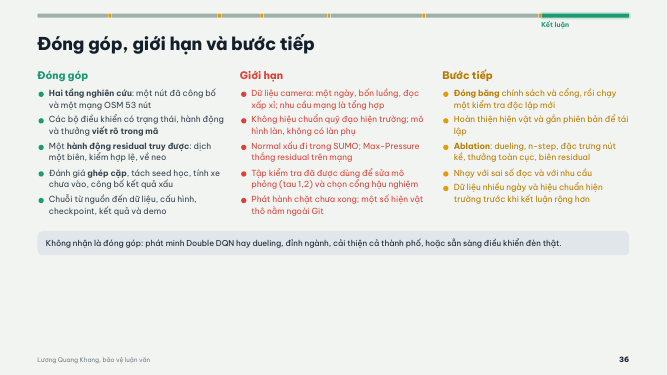 Kết luận
Đóng góp, giới hạn và bước tiếp
Đóng góp
Hai tầng nghiên cứu: một nút đã công bố
và một mạng OSM 53 nút
Các bộ điều khiển có trạng thái, hành động
và thưởng viết rõ trong mã
Một hành động residual truy được: dịch
một biên, kiểm hợp lệ, về neo
Đánh giá ghép cặp, tách seed học, tính xe
chưa vào, công bố kết quả xấu
Chuỗi từ nguồn đến dữ liệu, cấu hình,
checkpoint, kết quả và demo
Giới hạn
Dữ liệu camera: một ngày, bốn luồng, đọc
xấp xỉ; nhu cầu mạng là tổng hợp
Không hiệu chuẩn quỹ đạo hiện trường; mô
hình làn, không có làn phụ
Normal xấu đi trong SUMO; Max-Pressure
thắng residual trên mạng
Tập kiểm tra đã được dùng để sửa mô
phỏng (tau 1,2) và chọn cổng hậu nghiệm
Phát hành chặt chưa xong; một số hiện vật
thô nằm ngoài Git
Bước tiếp
Đóng băng chính sách và cổng, rồi chạy
một kiểm tra độc lập mới
Hoàn thiện hiện vật và gắn phiên bản để tái
lập
Ablation: dueling, n-step, đặc trưng nút
kề, thưởng toàn cục, biên residual
Nhạy với sai số đọc và với nhu cầu
Dữ liệu nhiều ngày và hiệu chuẩn hiện
trường trước khi kết luận rộng hơn
Không nhận là đóng góp: phát minh Double DQN hay dueling, đỉnh ngành, cải thiện cả thành phố, hoặc sẵn sàng điều khiển đèn thật.
Lương Quang Khang, bảo vệ luận văn
36